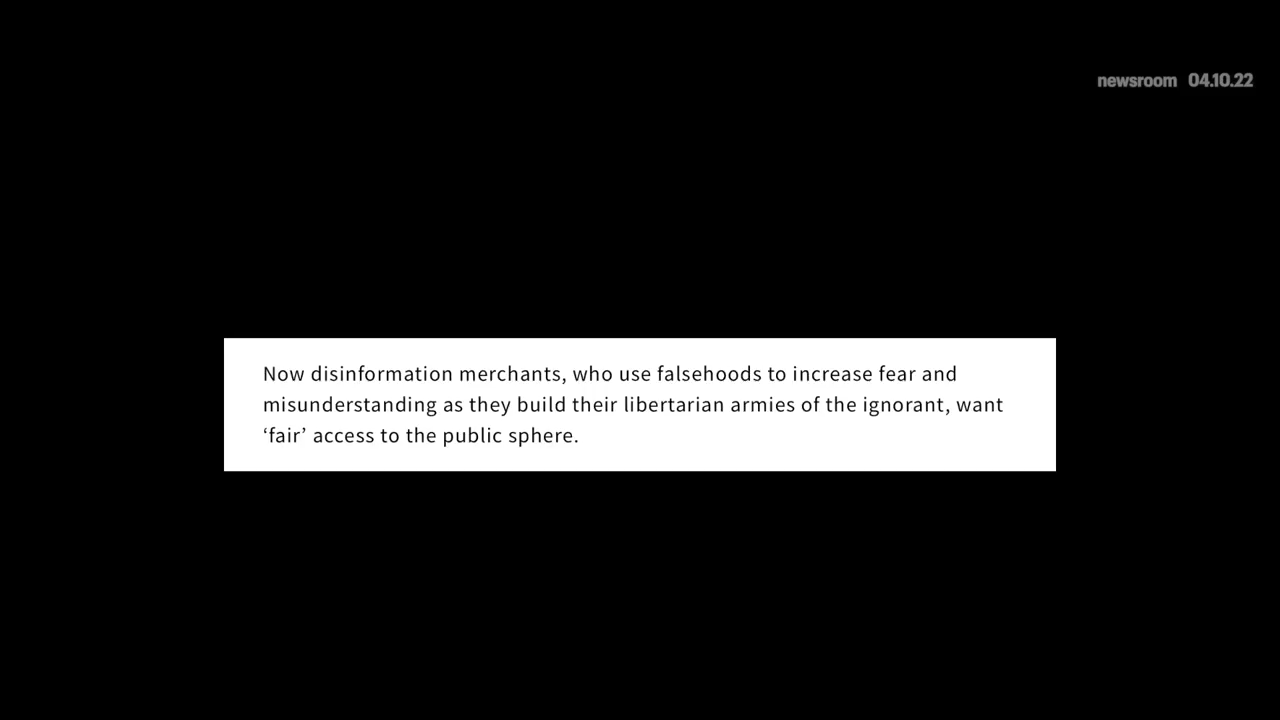 newsroom 04.10.22
Now disinformation merchants, who use falsehoods to increase fear and
misunderstanding as they build their libertarian armies of the ignorant, want
‘fair’ access to the public sphere.